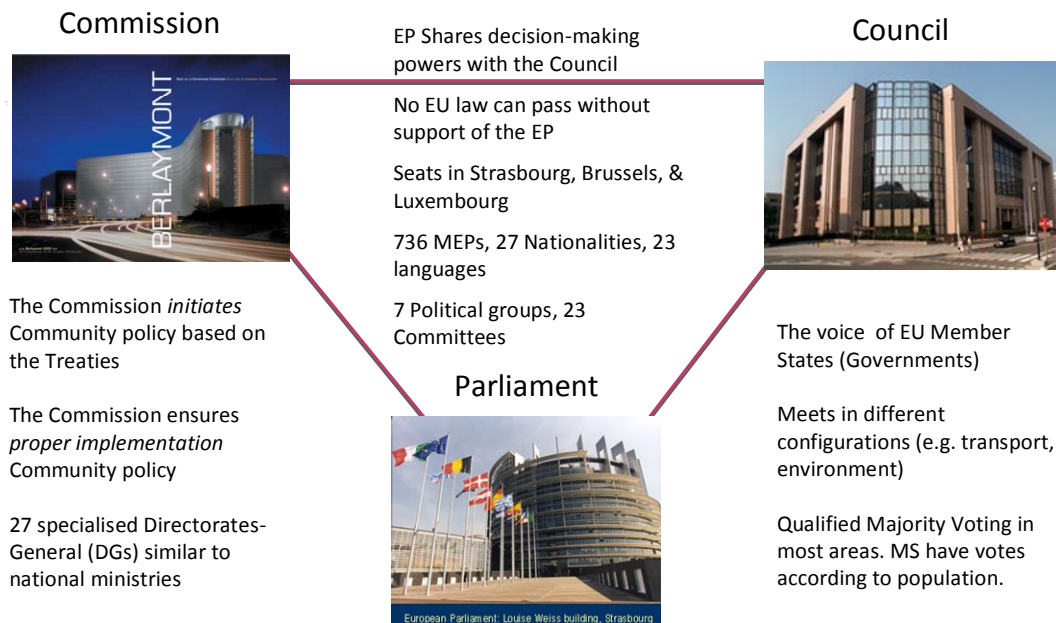 Commission
BERLAYMONT
The Commission initiates
Community policy based on
the Treaties
The Commission ensures
proper implementation
Community policy
27 specialised Directorates-
General (DGs) similar to
national ministries
EP Shares decision-making
powers with the Council
No EU law can pass without
support of the EP
Seats in Strasbourg, Brussels, &
Luxembourg
736 MEPs, 27 Nationalities, 23
languages
7 Political groups, 23
Committees
Parliament
European Parliament: Louise Weiss building, Strasbourg
Council
The voice of EU Member
States (Governments)
Meets in different
configurations (e.g. transport,
environment)
Qualified Majority Voting in
most areas. MS have votes
according to population.